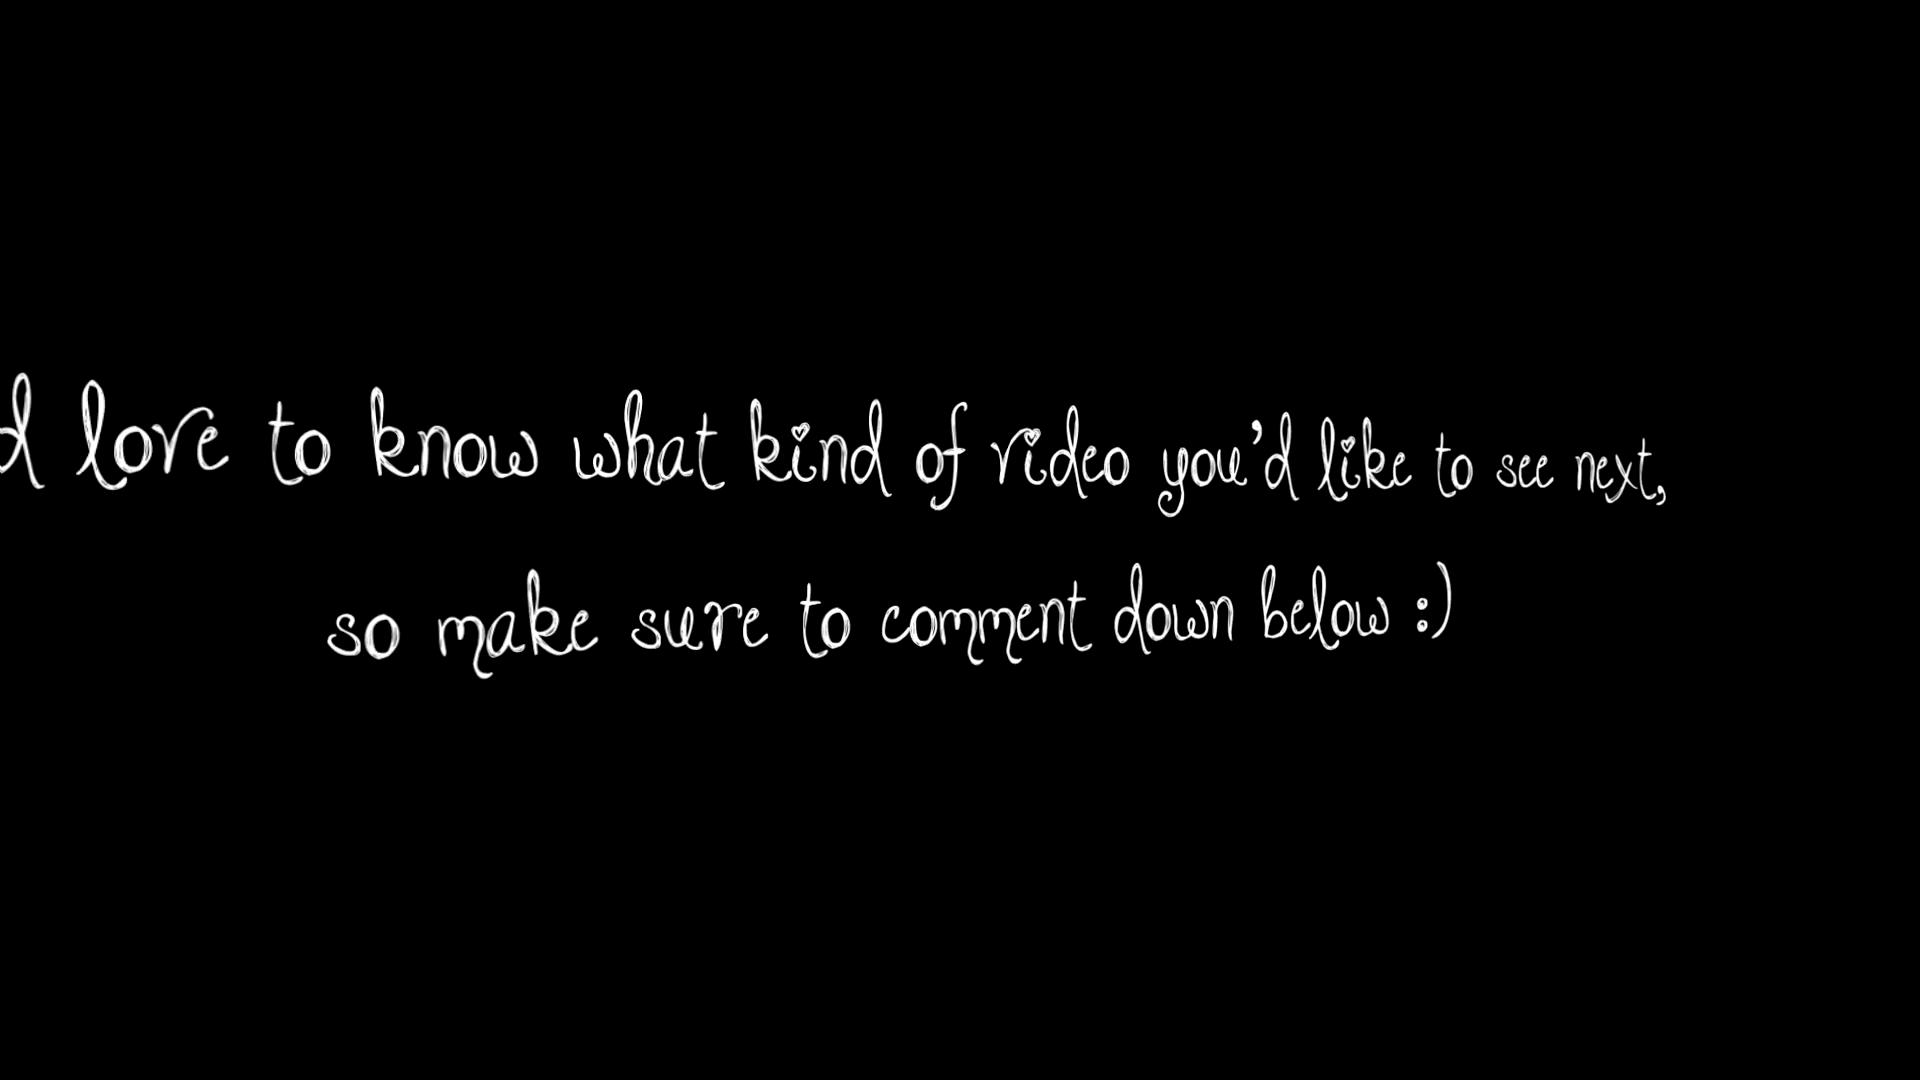 d love to know what kind of video you'd like to see next,
so make sure to comment down below :)